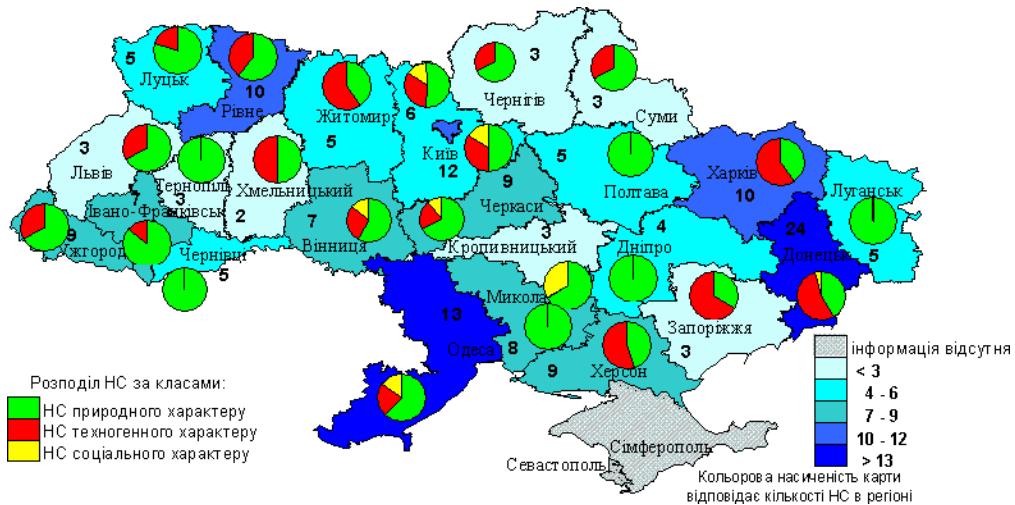 3
3
5
Луцьк
10
Рівне
Житомир
5
6
Київ
12
Чернігів
Суми
3
Львів
Тернопіль
3
Хмельницький
2
7
Вінниця
9
Черкаси
5
Полтава
Харків
10
Луганськ
5
7
Івано-Франківськ
9
Ужгород
Чернівці
5
3
Кропивницький
4
Дніпро
24
Донецьк
13
Одеса
Микола
8
9
Херсон
Запоріжжя
3
Сімферополь
Севастополь
Розподіл НС за класами:
НС природного характеру
НС техногенного характеру
НС соціального характеру
інформація відсутня
< 3
4 - 6
7 - 9
10 - 12
> 13
Кольорова насиченість карти
відповідає кількості НС в регіоні